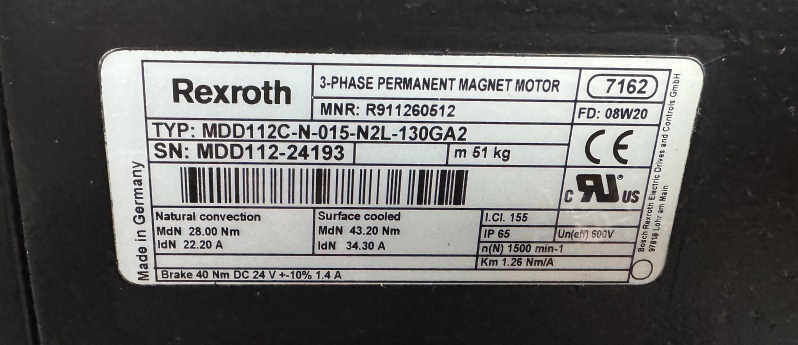 Rexroth
3-PHASE PERMANENT MAGNET MOTOR
7162
MNR: R911260512
FD: 08W20
TYP: MDD112C-N-015-N2L-130GA2
SN: MDD112-24193
m 51 kg
CE
c RU us
Natural convection
MdN 28.00 Nm
IdN 22.20 A
Surface cooled
MdN 43.20 Nm
IdN 34.30 A
I.Cl. 155
IP 65
Un(eff) 600V
n(N) 1500 min-1
Km 1.26 Nm/A
Brake 40 Nm DC 24 V +-10% 1.4 A
Made in Germany
Bosch Rexroth Electric Drives and Controls GmbH
97816 Lohr am Main